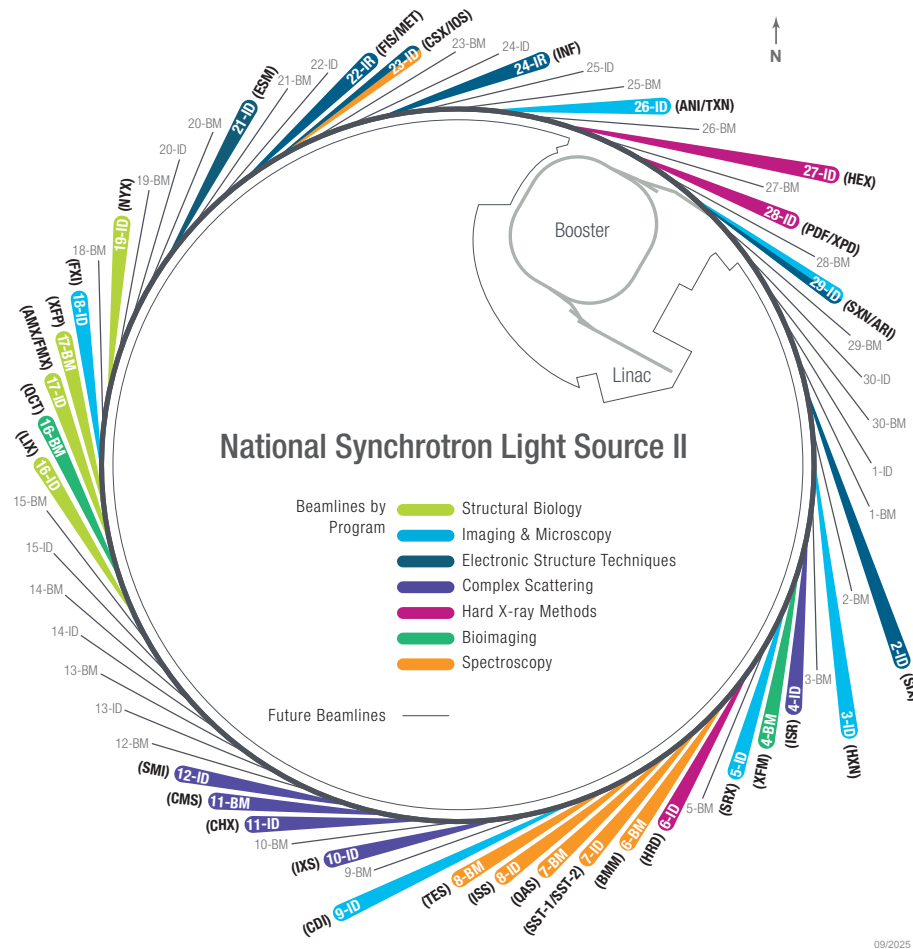 N
22-IR (FIS/MET)
23-ID (CSX/IOS)
23-BM
24-ID
24-IR (INF)
25-ID
25-BM
26-ID (ANI/TXN)
26-BM
27-ID (HEX)
27-BM
28-ID (PDF/XPD)
28-BM
29-ID (SXN/ARI)
29-BM
30-ID
30-BM
1-ID
1-BM
2-ID (SIX)
2-BM
3-ID (HXN)
3-BM
4-ID (ISR)
4-BM (XFM)
5-ID (SRX)
5-BM
6-ID (HRD)
6-BM (BMM)
7-ID (SST-1/SST-2)
7-BM (QAS)
8-ID (ISS)
8-BM (TES)
9-ID (CDI)
9-BM
10-ID (IXS)
10-BM
11-ID (CHX)
11-BM (CMS)
12-ID (SMI)
12-BM
13-ID
13-BM
14-ID
14-BM
15-ID
15-BM
16-ID (LIX)
16-BM (QCT)
17-ID (AMX/FMX)
17-BM (XFP)
18-ID (FXI)
18-BM
19-ID (NYX)
19-BM
20-ID
20-BM
21-ID (ESM)
21-BM
22-ID
Booster
Linac
National Synchrotron Light Source II
Beamlines by
Program
Structural Biology
Imaging & Microscopy
Electronic Structure Techniques
Complex Scattering
Hard X-ray Methods
Bioimaging
Spectroscopy
Future Beamlines
09/2025